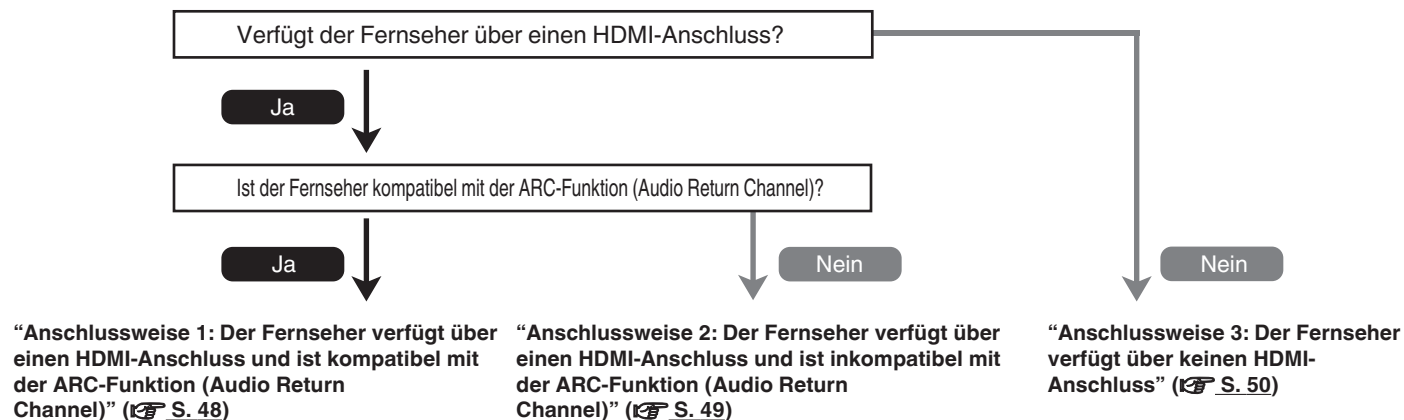 Verfügt der Fernseher über einen HDMI-Anschluss?
Ja
Ist der Fernseher kompatibel mit der ARC-Funktion (Audio Return Channel)?
Ja
Nein
Nein
“Anschlussweise 1: Der Fernseher verfügt über
einen HDMI-Anschluss und ist kompatibel mit
der ARC-Funktion (Audio Return
Channel)” (☞ S. 48)
“Anschlussweise 2: Der Fernseher verfügt über
einen HDMI-Anschluss und ist inkompatibel mit
der ARC-Funktion (Audio Return
Channel)” (☞ S. 49)
“Anschlussweise 3: Der Fernseher
verfügt über keinen HDMI-
Anschluss” (☞ S. 50)